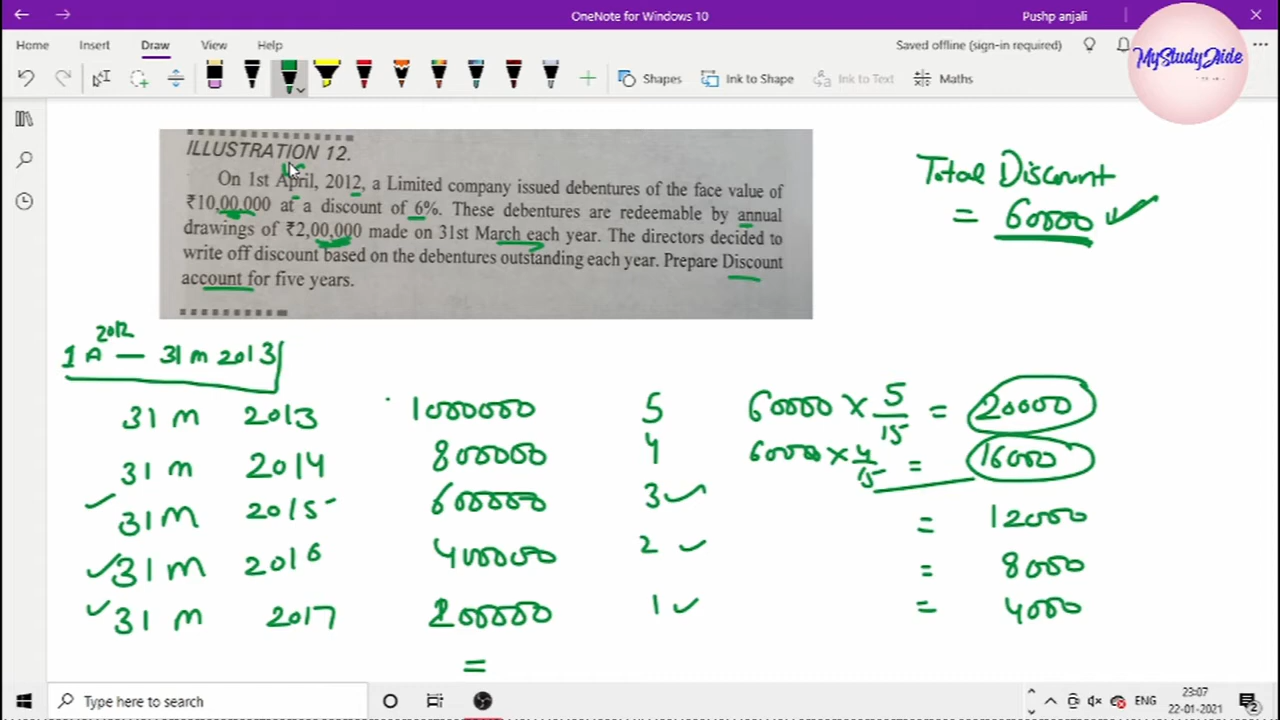 OneNote for Windows 10
Pushp anjali
Home Insert Draw View Help
Saved offline (sign-in required)
MyStudyAide
Shapes Ink to Shape Ink to Text Maths
ILLUSTRATION 12.
On 1st April, 2012, a Limited company issued debentures of the face value of
₹10,00,000 at a discount of 6%. These debentures are redeemable by annual
drawings of ₹2,00,000 made on 31st March each year. The directors decided to
write off discount based on the debentures outstanding each year. Prepare Discount
account for five years.
Total Discount
= 60000
2012
1 A — 31 m 2013
31 m 2013 1000000 5 60000 × 5/15 = 20000
31 m 2014 800000 4 60000 × 4/15 = 16000
31 M 2015 600000 3 = 12000
31 m 2016 400000 2 = 8000
31 m 2017 200000 1 = 4000
=
Type here to search
ENG
23:07
22-01-2021
2